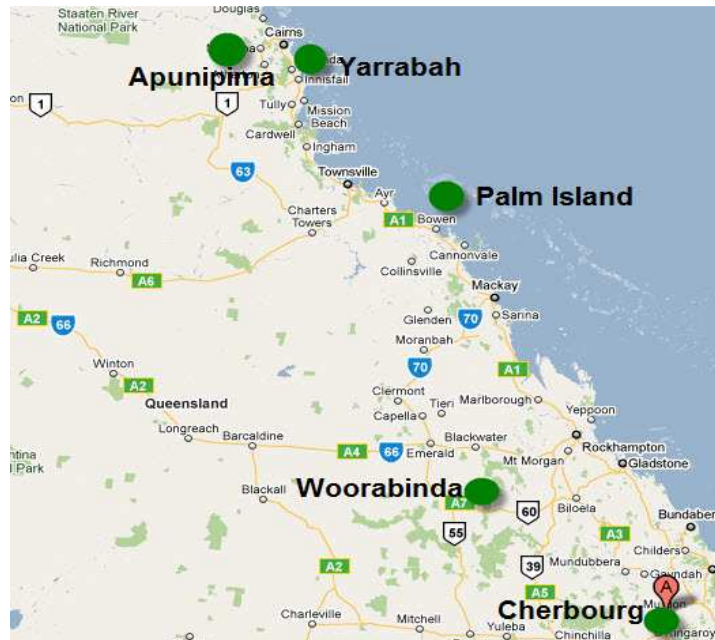 Staaten River
National Park
Douglas
Cairns
Yarrabah
Apunipima
Innisfail
1
1
Tully
Mission
Beach
Cardwell
Ingham
63
Townsville
Palm Island
Ayr
A1
Bowen
Charters
Towers
Cannonvale
Collinsville
Richmond
A6
Mackay
A2
66
Glenden
70
Sarina
Moranbah
Winton
70
A1
A2
Clermont
Queensland
Tieri
Marlborough
Capella
Yeppoon
Longreach
Barcaldine
A4
66
Blackwater
Emerald
Rockhampton
Mt Morgan
Gladstone
Woorabinda
Blackall
A7
60
Biloela
55
A3
Childers
39
Mundubbera
A2
A5
A
Cherbourg
Charleville
Mitchell
Yuleba
Chinchilla